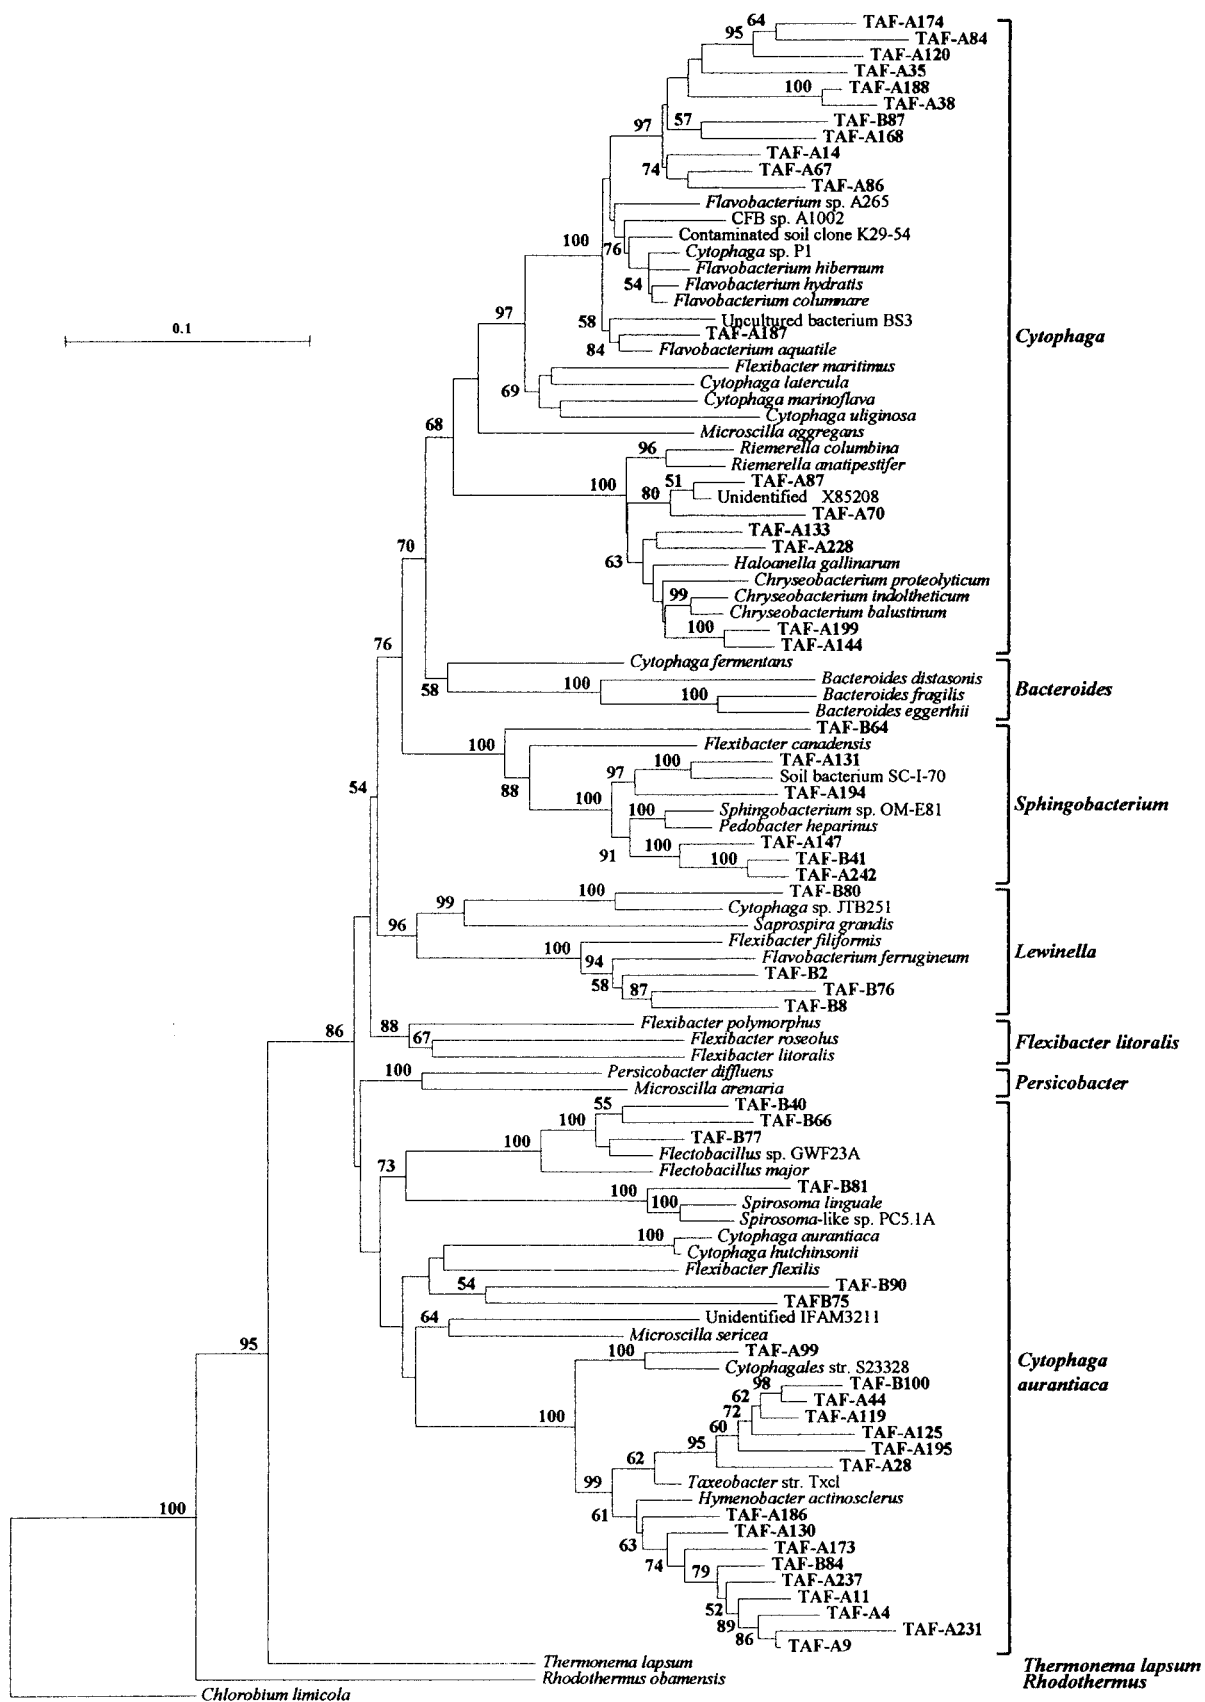 64 TAF-A174
95 TAF-A84
TAF-A120
TAF-A35
100 TAF-A188
TAF-A38
57 TAF-B87
97 TAF-A168
TAF-A14
74 TAF-A67
TAF-A86
Flavobacterium sp. A265
CFB sp. A1002
100 76 Contaminated soil clone K29-54
Cytophaga sp. P1
Flavobacterium hibernum
54 Flavobacterium hydratis
Flavobacterium columnare
97 58 Uncultured bacterium BS3
0.1 TAF-A187 Cytophaga
84 Flavobacterium aquatile
Flexibacter maritimus
69 Cytophaga latercula
Cytophaga marinoflava
Cytophaga uliginosa
68 Microscilla aggregans
96 Riemerella columbina
Riemerella anatipestifer
100 51 TAF-A87
80 Unidentified X85208
TAF-A70
TAF-A133
70 TAF-A228
63 Haloanella gallinarum
Chryseobacterium proteolyticum
99 Chryseobacterium indoltheticum
Chryseobacterium balustinum
100 TAF-A199
76 TAF-A144
Cytophaga fermentans
58 100 Bacteroides distasonis Bacteroides
100 Bacteroides fragilis
Bacteroides eggerthii
TAF-B64
100 Flexibacter canadensis
100 TAF-A131
97 Soil bacterium SC-I-70
54 88 TAF-A194
100 100 Sphingobacterium sp. OM-E81 Sphingobacterium
Pedobacter heparinus
91 100 TAF-A147
100 TAF-B41
TAF-A242
100 TAF-B80
99 Cytophaga sp. JTB251
96 Saprospira grandis
100 Flexibacter filiformis
94 Flavobacterium ferrugineum Lewinella
58 TAF-B2
87 TAF-B76
TAF-B8
86 88 Flexibacter polymorphus
67 Flexibacter roseolus Flexibacter litoralis
Flexibacter litoralis
100 Persicobacter diffluens
Microscilla arenaria Persicobacter
55 TAF-B40
100 TAF-B66
100 TAF-B77
Flectobacillus sp. GWF23A
73 Flectobacillus major
100 TAF-B81
100 Spirosoma linguale
Spirosoma-like sp. PC5.1A
100 Cytophaga aurantiaca
Cytophaga hutchinsonii
Flexibacter flexilis
54 TAF-B90
TAFB75
64 Unidentified IFAM3211
95 Microscilla sericea
100 TAF-A99 Cytophaga
Cytophagales str. S23328 aurantiaca
98 TAF-B100
62 TAF-A44
100 72 TAF-A119
60 TAF-A125
95 TAF-A195
62 TAF-A28
99 Taxeobacter str. Txcl
Hymenobacter actinosclerus
100 61 TAF-A186
TAF-A130
63 TAF-A173
74 79 TAF-B84
TAF-A237
52 TAF-A11
89 TAF-A4
86 TAF-A231
TAF-A9
Thermonema lapsum Thermonema lapsum
Rhodothermus obamensis Rhodothermus
Chlorobium limicola